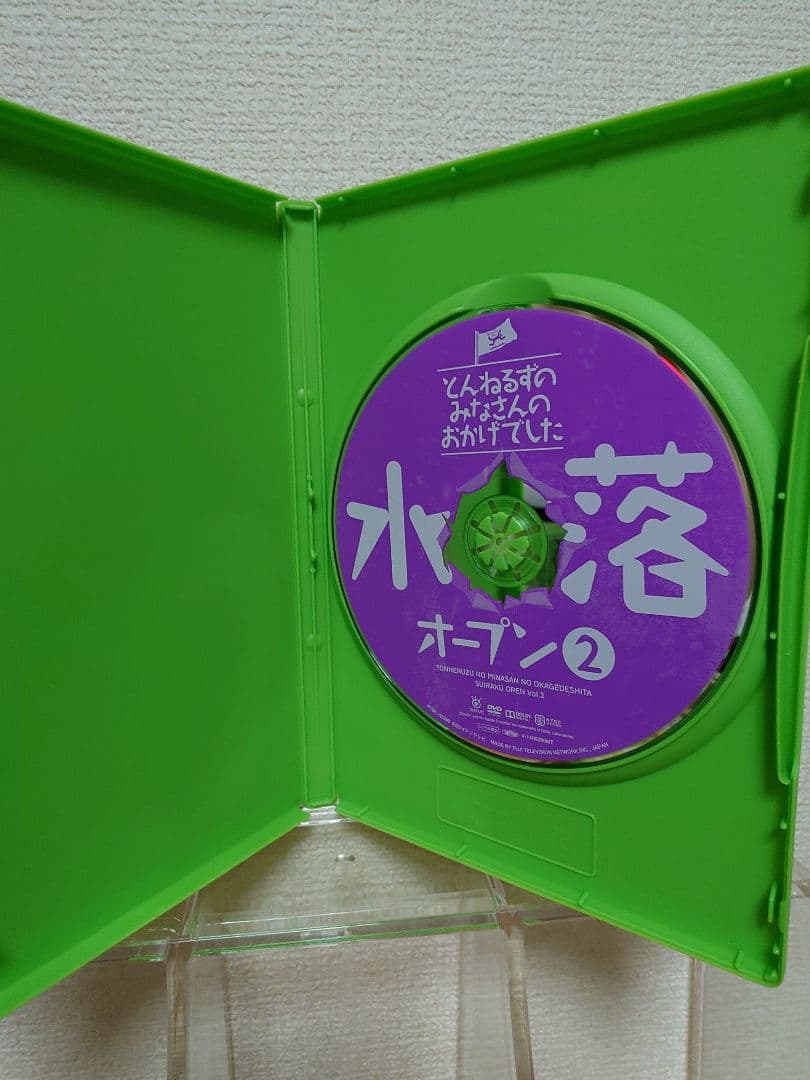 とんねるずの
みなさんの
おかげでした
水落
オープン2
TONNERUZU NO MINASAN NO OKAGEDESHITA
SUIRAKU OPEN Vol.2
DVD
MADE BY FUJI TELEVISION NETWORK INC., JAPAN